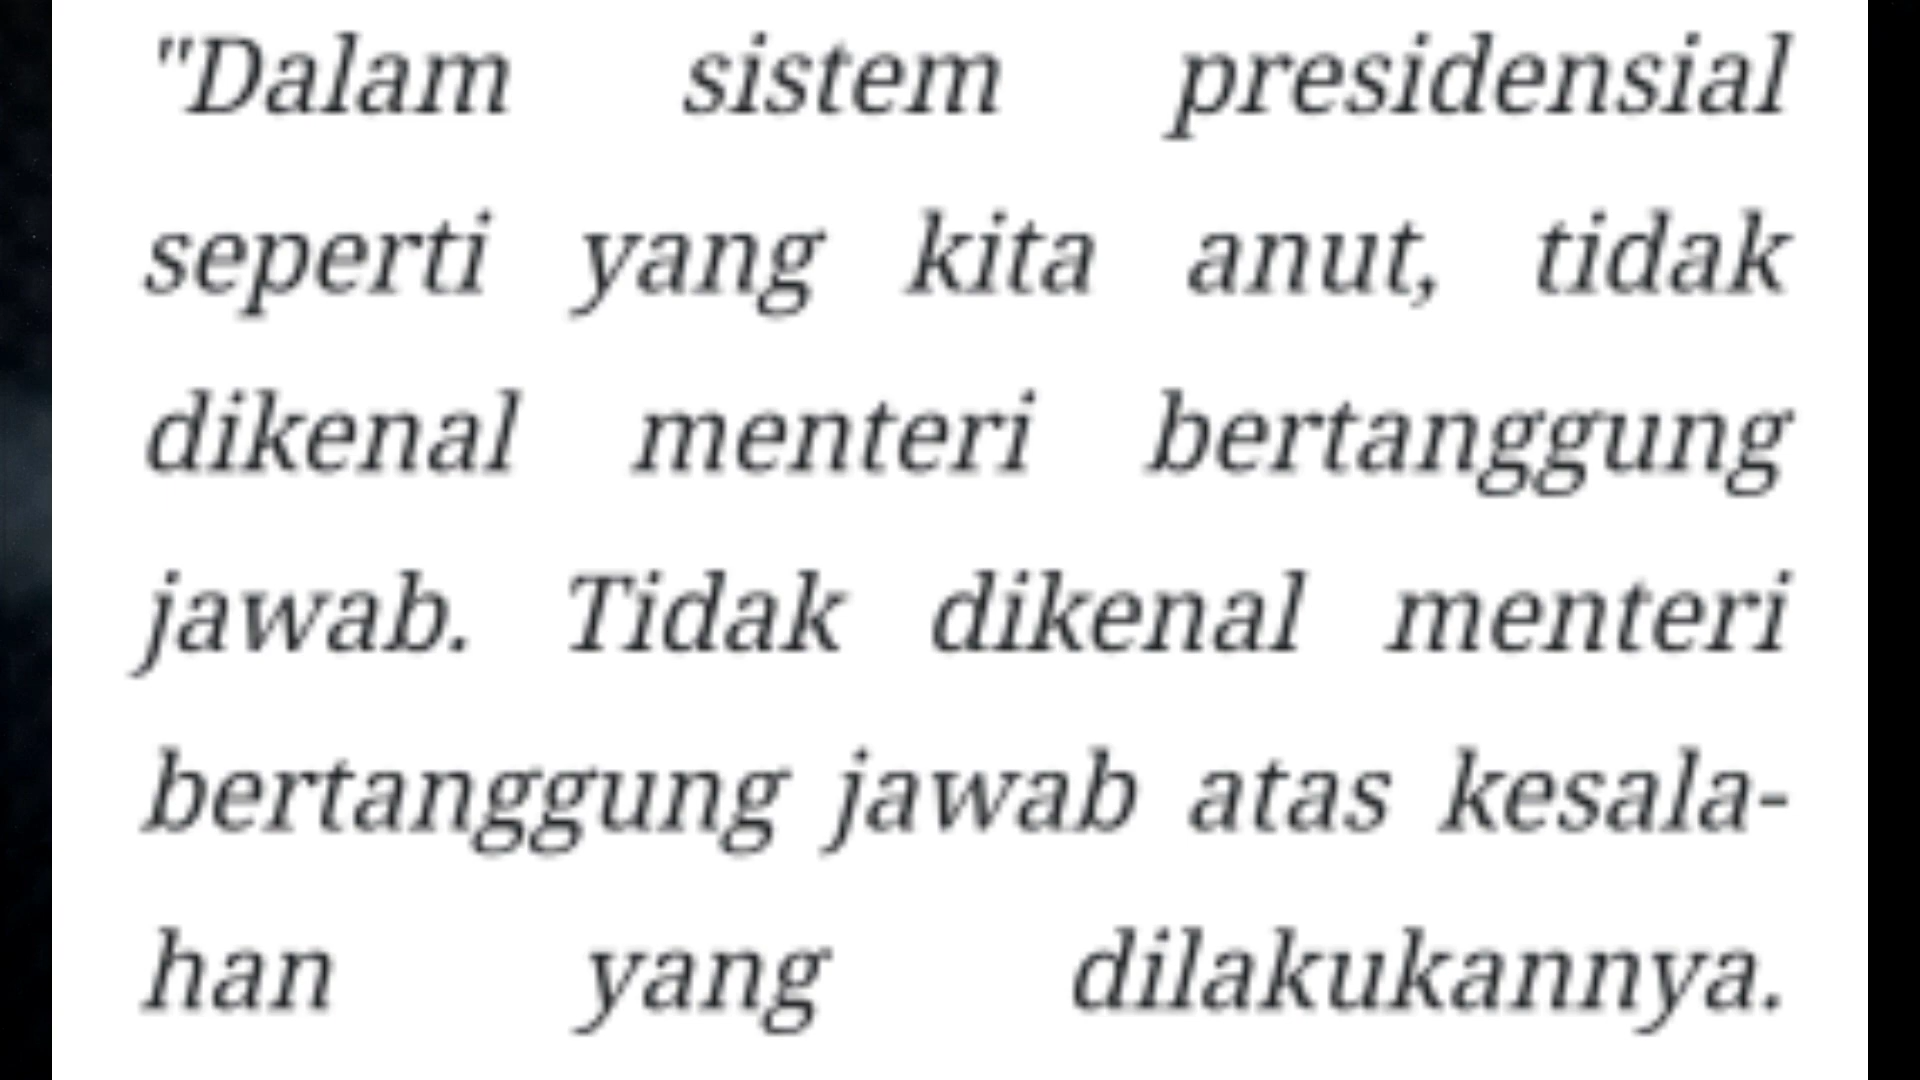 "Dalam sistem presidensial
seperti yang kita anut, tidak
dikenal menteri bertanggung
jawab. Tidak dikenal menteri
bertanggung jawab atas kesala-
han yang dilakukannya.